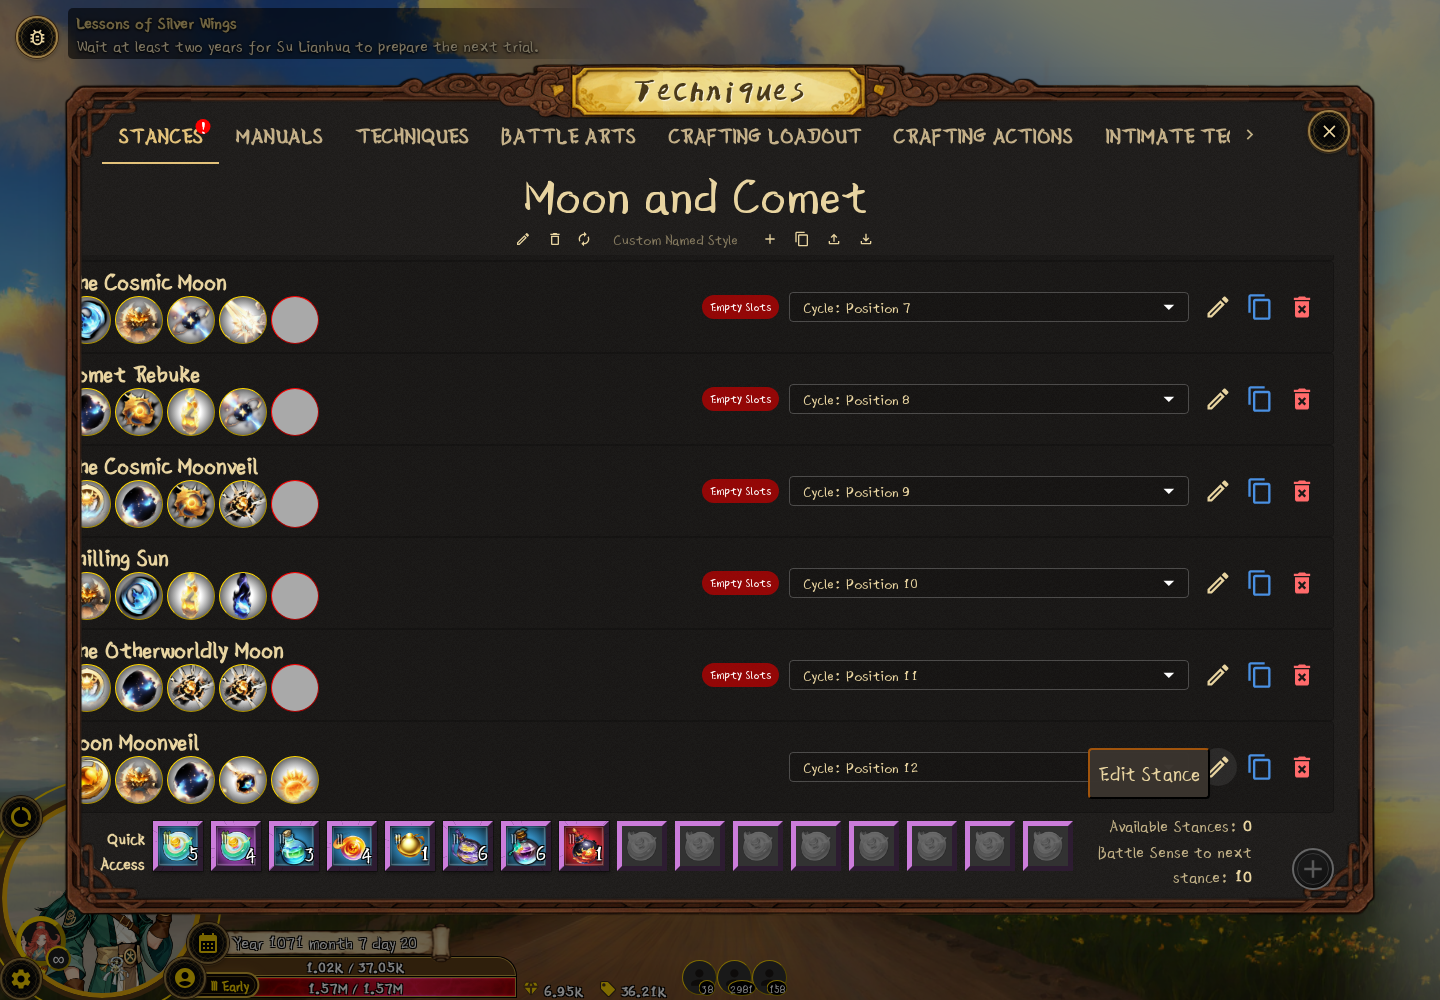 Lessons of Silver Wings
Wait at least two years for Su Lianhua to prepare the next trial.
Techniques
STANCES
MANUALS
TECHNIQUES
BATTLE ARTS
CRAFTING LOADOUT
CRAFTING ACTIONS
INTIMATE TEC
Moon and Comet
Custom Named Style
ne Cosmic Moon
Empty Slots
Cycle: Position 7
omet Rebuke
Empty Slots
Cycle: Position 8
ne Cosmic Moonveil
Empty Slots
Cycle: Position 9
hilling Sun
Empty Slots
Cycle: Position 10
ne Otherworldly Moon
Empty Slots
Cycle: Position 11
oon Moonveil
Cycle: Position 12
Edit Stance
Quick
Access
5
4
3
4
1
6
6
1
Available Stances: 0
Battle Sense to next
stance: 10
Year 1071 month 7 day 20
1.02K / 37.05K
III Early
1.57M / 1.57M
6.95K
36.21K
38
2981
158